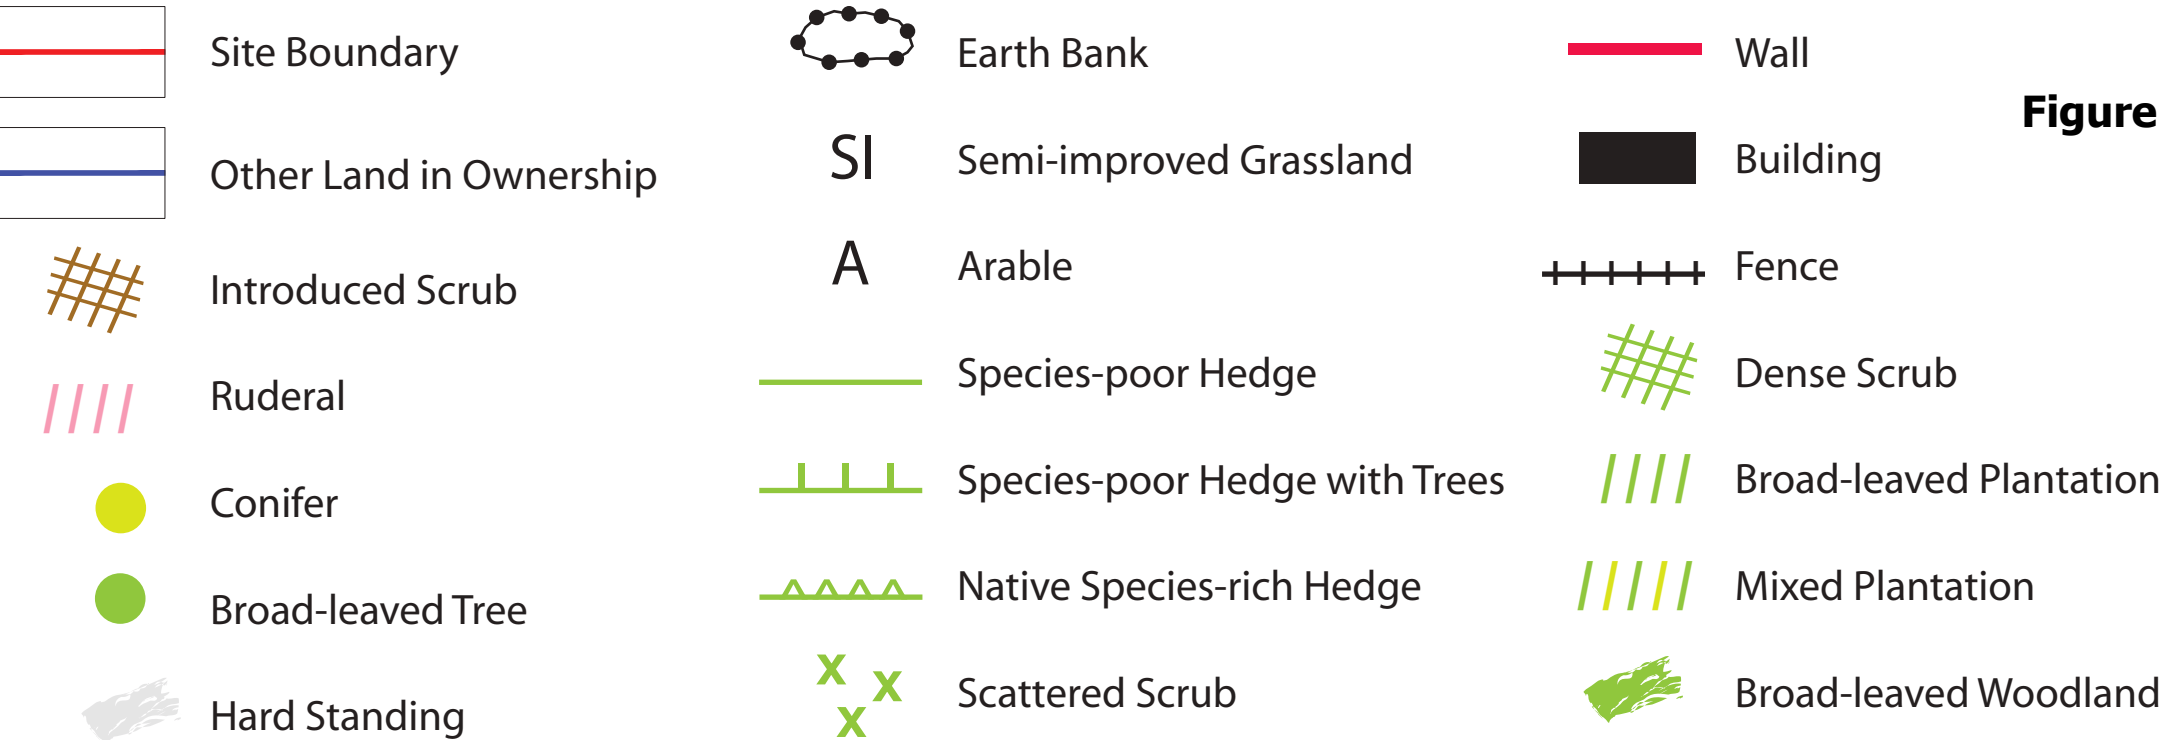 Site Boundary
Other Land in Ownership
Introduced Scrub
Ruderal
Conifer
Broad-leaved Tree
Hard Standing
Earth Bank
SI Semi-improved Grassland
A Arable
Species-poor Hedge
Species-poor Hedge with Trees
Native Species-rich Hedge
x x x Scattered Scrub
Wall
Building
Fence
Dense Scrub
Broad-leaved Plantation
Mixed Plantation
Broad-leaved Woodland
Figure